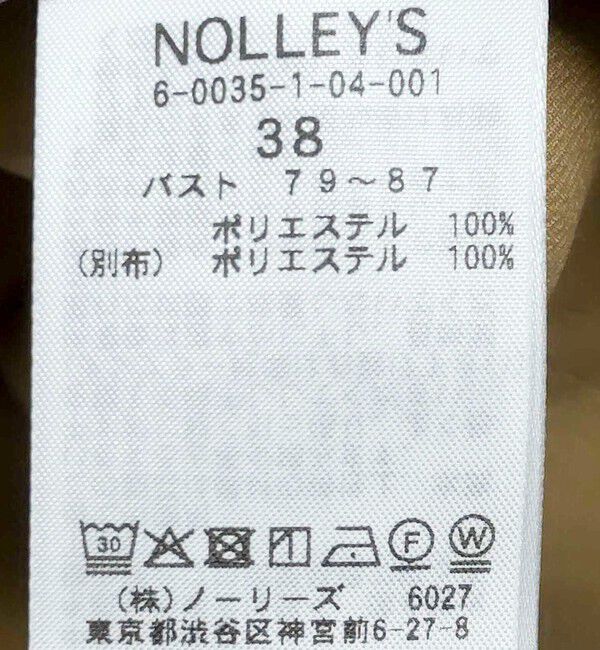 NOLLEY'S
6-0035-1-04-001
38
バスト 79～87
ポリエステル 100%
(別布) ポリエステル 100%
30 F W
(株)ノーリーズ 6027
東京都渋谷区神宮前6-27-8